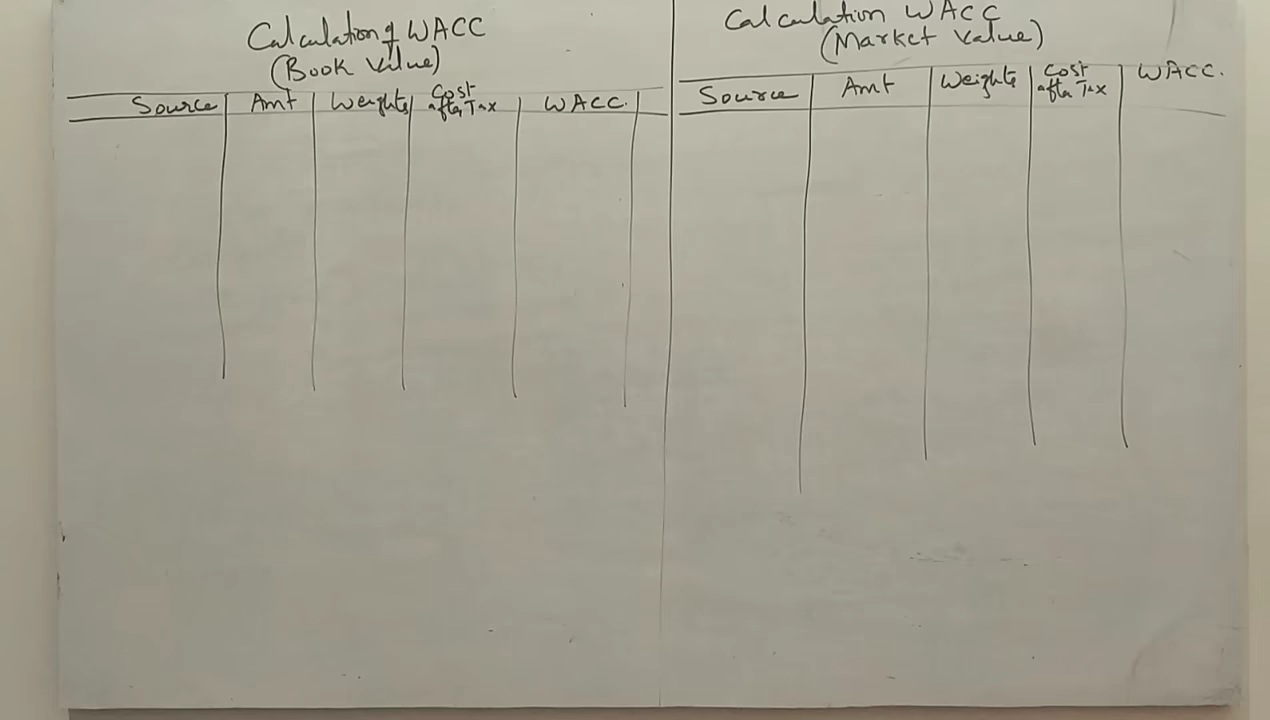 Calculation of WACC
(Book Value)
Source Amt Weights Cost after Tax WACC.
Calculation WACC
(Market Value)
Source Amt Weights Cost after Tax WACC.